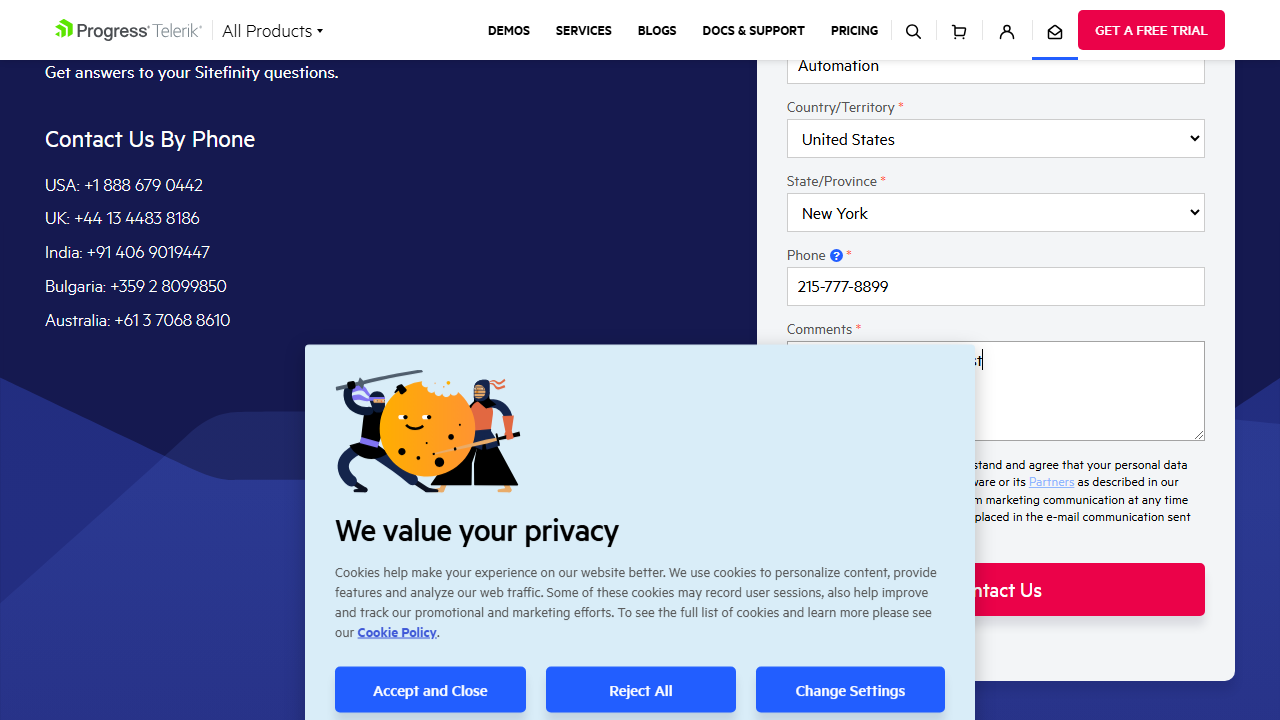 Progress Telerik All Products DEMOS SERVICES BLOGS DOCS & SUPPORT PRICING GET A FREE TRIAL
Get answers to your Sitefinity questions.
Contact Us By Phone
USA: +1 888 679 0442
UK: +44 13 4483 8186
India: +91 406 9019447
Bulgaria: +359 2 8099850
Australia: +61 3 7068 8610
Automation
Country/Territory *
United States
State/Province *
New York
Phone ? *
215-777-8899
Comments *
stand and agree that your personal data
ware or its Partners as described in our
marketing communication at any time
placed in the e-mail communication sent
ntact Us
We value your privacy
Cookies help make your experience on our website better. We use cookies to personalize content, provide
features and analyze our web traffic. Some of these cookies may record user sessions, also help improve
and track our promotional and marketing efforts. To see the full list of cookies and learn more please see
our Cookie Policy.
Accept and Close
Reject All
Change Settings